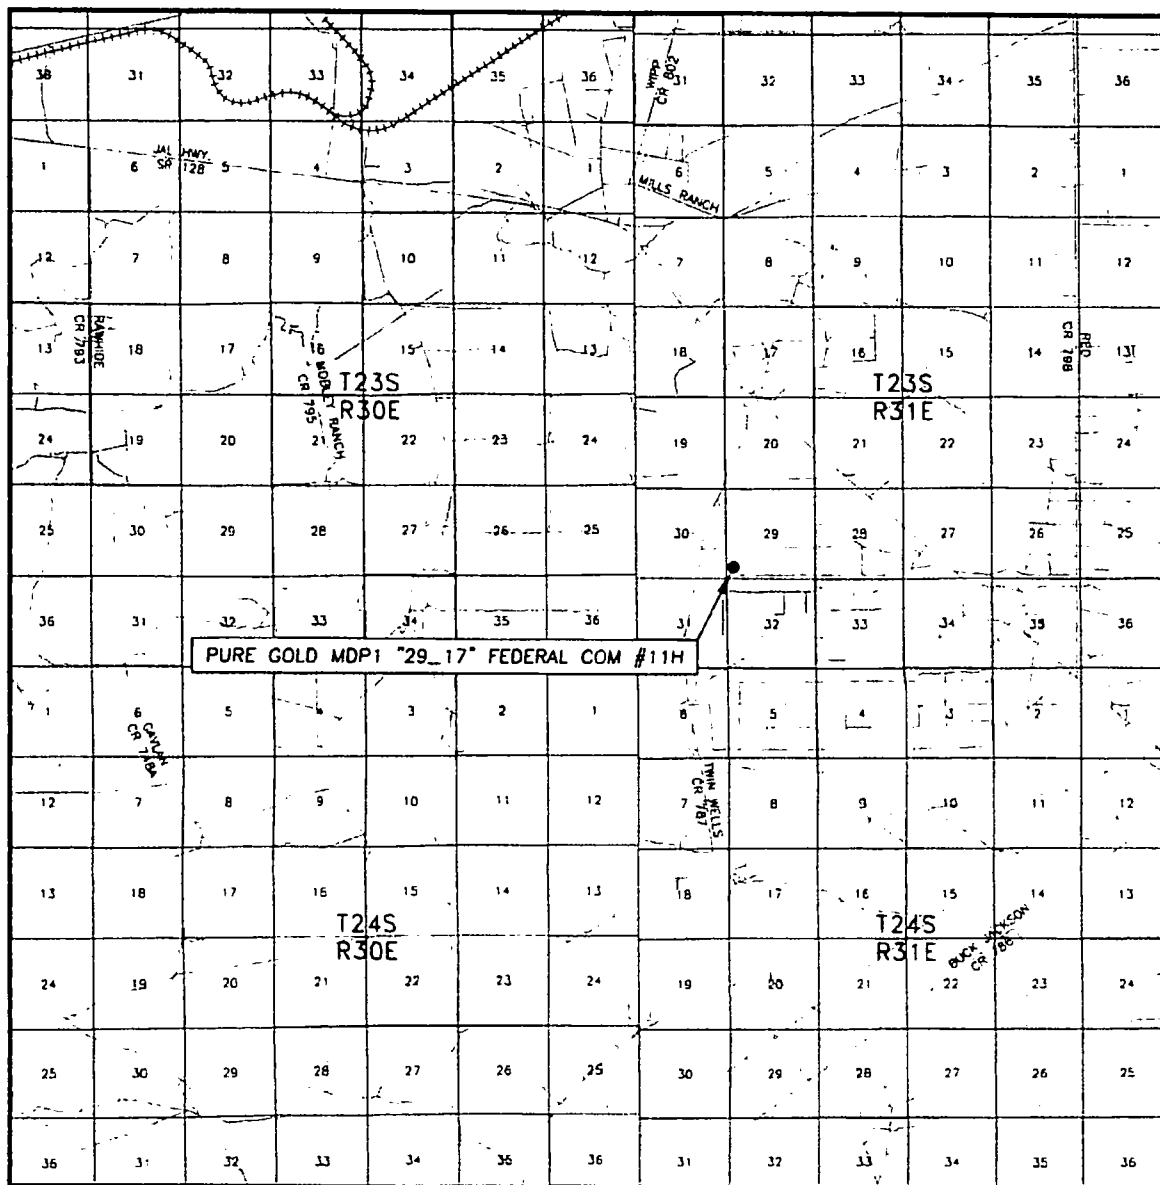 36 31 32 33 34 35 36 31 32 33 34 35 36
WIPP
CR 802
JAL HWY.
SR 128
1 6 5 4 3 2 1 6 5 4 3 2 1
MILLS RANCH
12 7 8 9 10 11 12 7 8 9 10 11 12
RAWHIDE
CR 793
13 18 17 16 15 14 13 18 17 16 15 14 13
RED
CR 798
MOBLEY RANCH
CR 795
T23S
R30E
T23S
R31E
24 19 20 21 22 23 24 19 20 21 22 23 24
25 30 29 28 27 26 25 30 29 28 27 26 25
36 31 32 33 34 35 36 31 32 33 34 35 36
PURE GOLD MDP1 "29_17" FEDERAL COM #11H
1 6 5 4 3 2 1 6 5 4 3 2 1
CR 748A
TWIN WELLS
CR 787
12 7 8 9 10 11 12 7 8 9 10 11 12
13 18 17 16 15 14 13 18 17 16 15 14 13
T24S
R30E
T24S
R31E
BUCK JACKSON
24 19 20 21 22 23 24 19 20 21 22 23 24
25 30 29 28 27 26 25 30 29 28 27 26 25
36 31 32 33 34 35 36 31 32 33 34 35 36